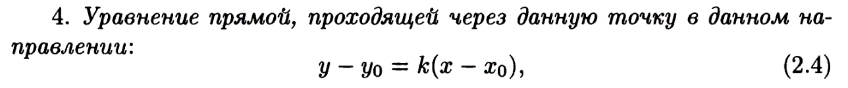 4. Уравнение прямой, проходящей через данную точку в данном на-
правлении:
y − y₀ = k(x − x₀), (2.4)